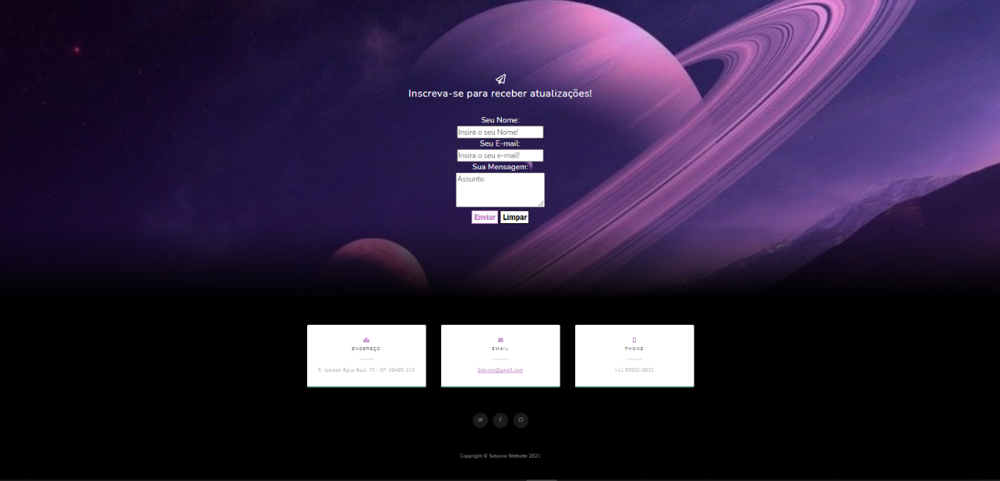 Inscreva-se para receber atualizações!
Seu Nome:
Insira o seu Nome!
Seu E-mail:
Insira o seu e-mail!
Sua Mensagem:
Assunto
Enviar Limpar
ENDEREÇO
R. Igarapé Água Azul, 70 - SP, 08485-310
EMAIL
Saturno@gmail.com
PHONE
+11 96902-8832
Copyright © Saturno Website 2021